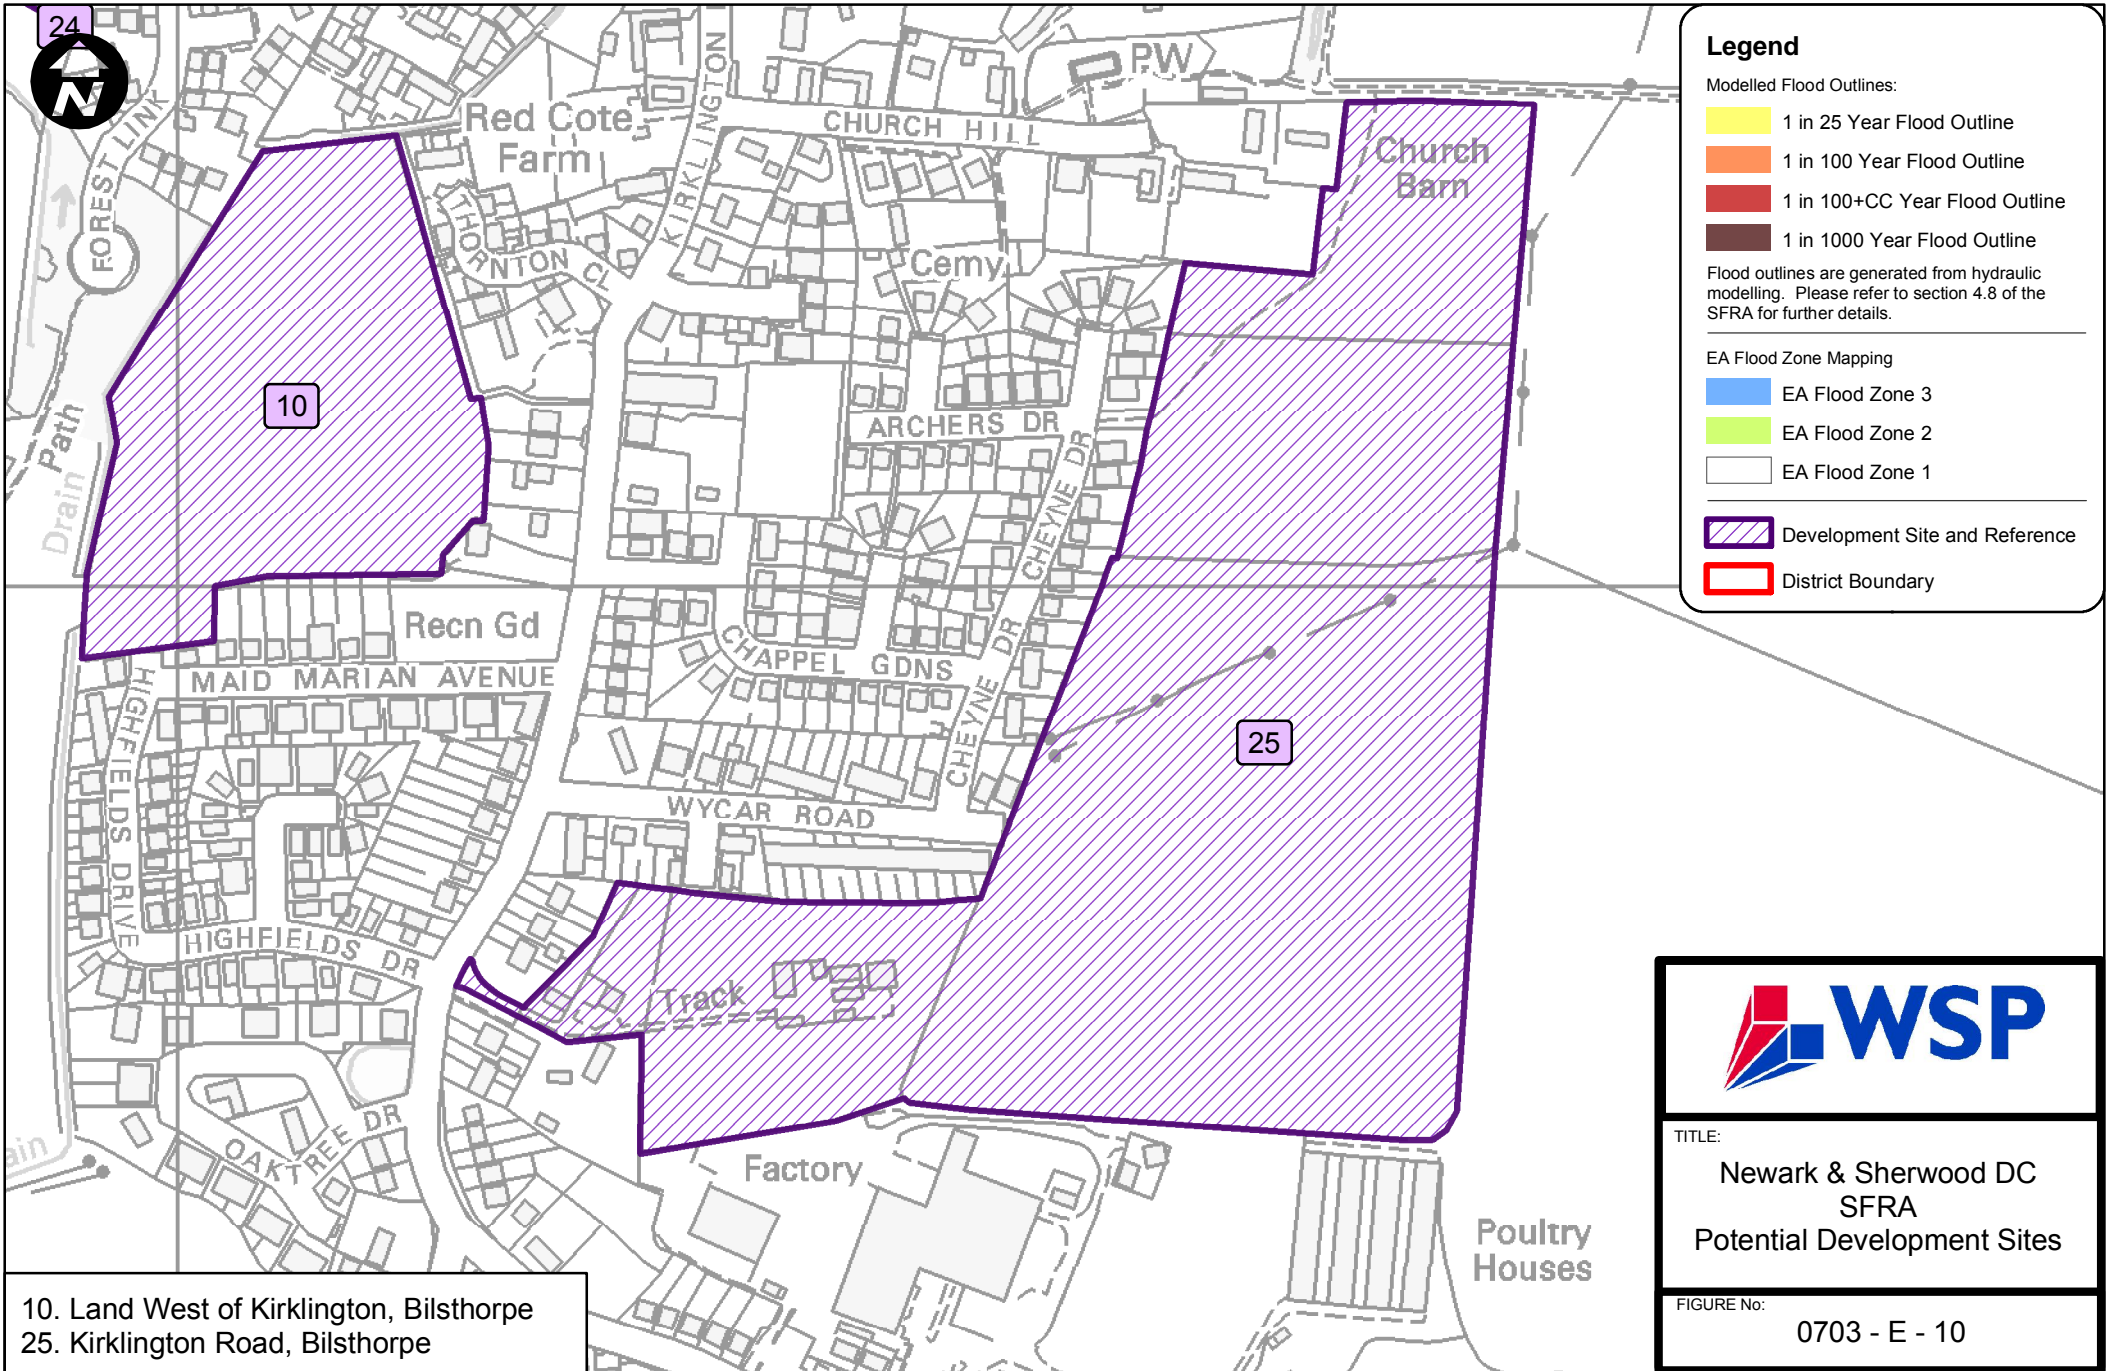 24
N
FOREST LINK
Path
Drain
Red Cote
Farm
KIRKLINGTON
PW
CHURCH HILL
Church
Barn
THORNTON CL
Cemy
10
ARCHERS DR
CHEYNE DR
Recn Gd
CHAPPEL GDNS
CHEYNE DR
MAID MARIAN AVENUE
HIGHFIELDS DRIVE
CHEYNE DR
25
WYCAR ROAD
HIGHFIELDS DR
Track
OAKTREE DR
ain
Factory
Poultry
Houses
10. Land West of Kirklington, Bilsthorpe
25. Kirklington Road, Bilsthorpe
Legend
Modelled Flood Outlines:
1 in 25 Year Flood Outline
1 in 100 Year Flood Outline
1 in 100+CC Year Flood Outline
1 in 1000 Year Flood Outline
Flood outlines are generated from hydraulic
modelling. Please refer to section 4.8 of the
SFRA for further details.
EA Flood Zone Mapping
EA Flood Zone 3
EA Flood Zone 2
EA Flood Zone 1
Development Site and Reference
District Boundary
WSP
TITLE:
Newark & Sherwood DC
SFRA
Potential Development Sites
FIGURE No:
0703 - E - 10